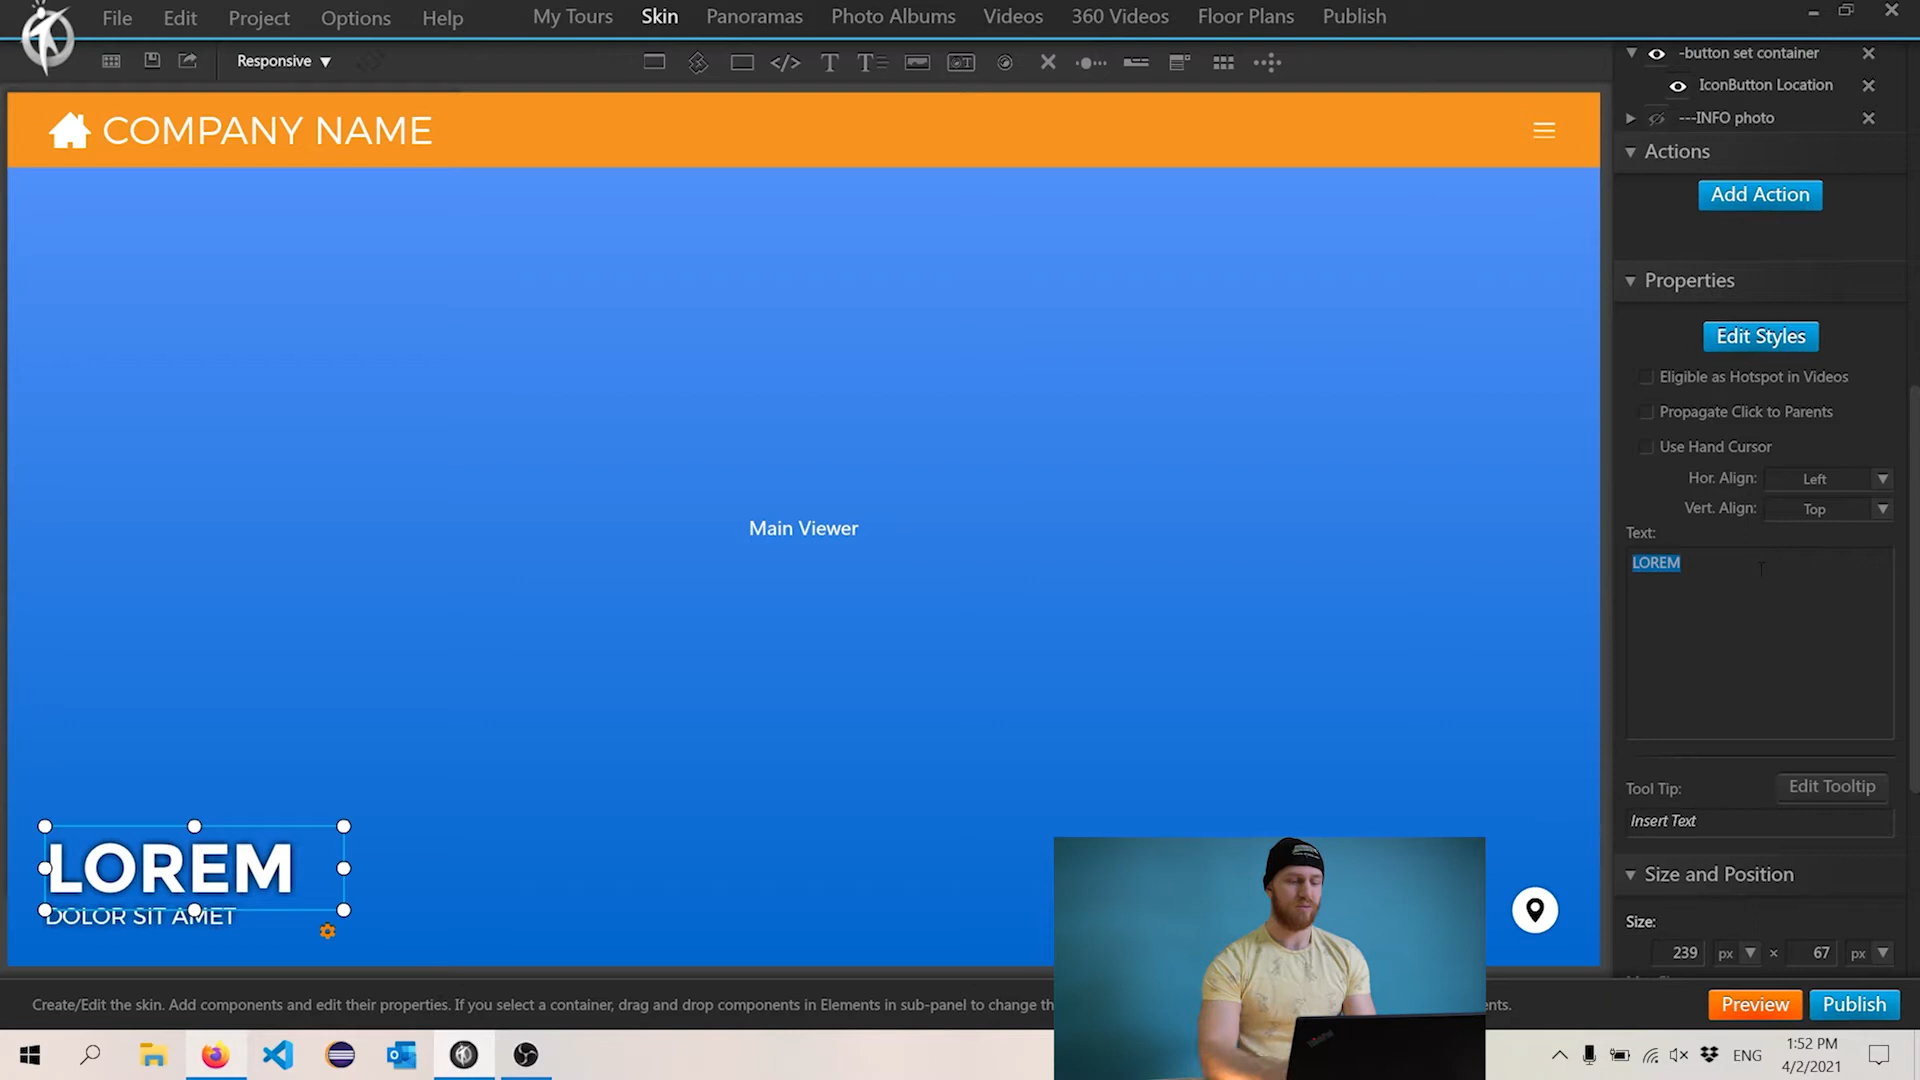 File Edit Project Options Help My Tours Skin Panoramas Photo Albums Videos 360 Videos Floor Plans Publish
Responsive
-button set container
IconButton Location
---INFO photo
COMPANY NAME
Actions
Add Action
Properties
Edit Styles
Eligible as Hotspot in Videos
Propagate Click to Parents
Use Hand Cursor
Hor. Align: Left
Vert. Align: Top
Text:
LOREM
Main Viewer
Tool Tip: Edit Tooltip
Insert Text
Size and Position
Size:
239 px × 67 px
LOREM
DOLOR SIT AMET
Create/Edit the skin. Add components and edit their properties. If you select a container, drag and drop components in Elements in sub-panel to change th
Preview Publish
ENG
1:52 PM
4/2/2021